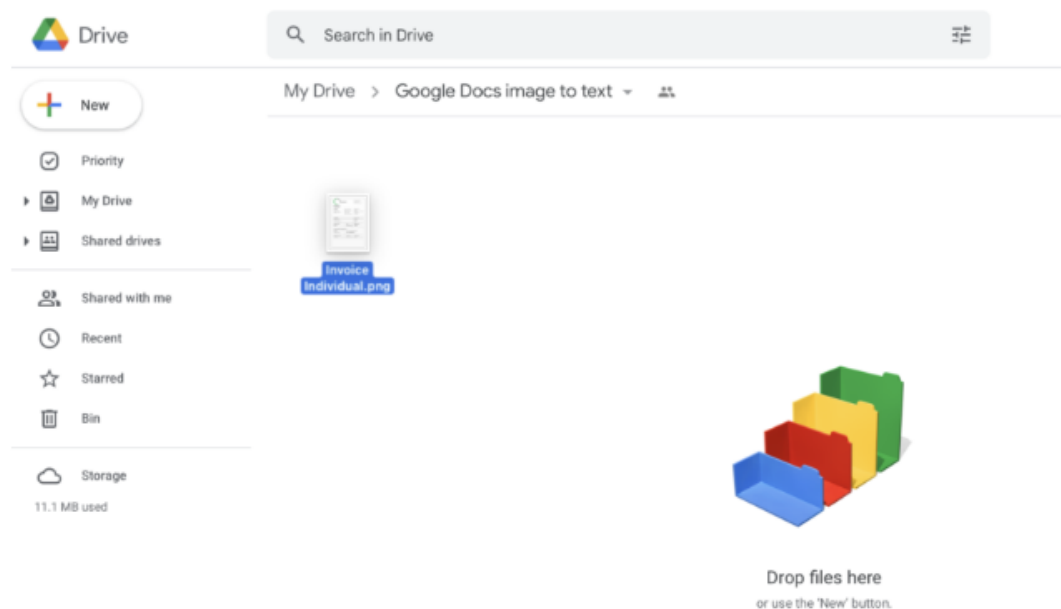 Drive
Search in Drive
My Drive > Google Docs image to text
New
Priority
My Drive
Shared drives
Invoice
Individual.png
Shared with me
Recent
Starred
Bin
Storage
11.1 MB used
Drop files here
or use the 'New' button.